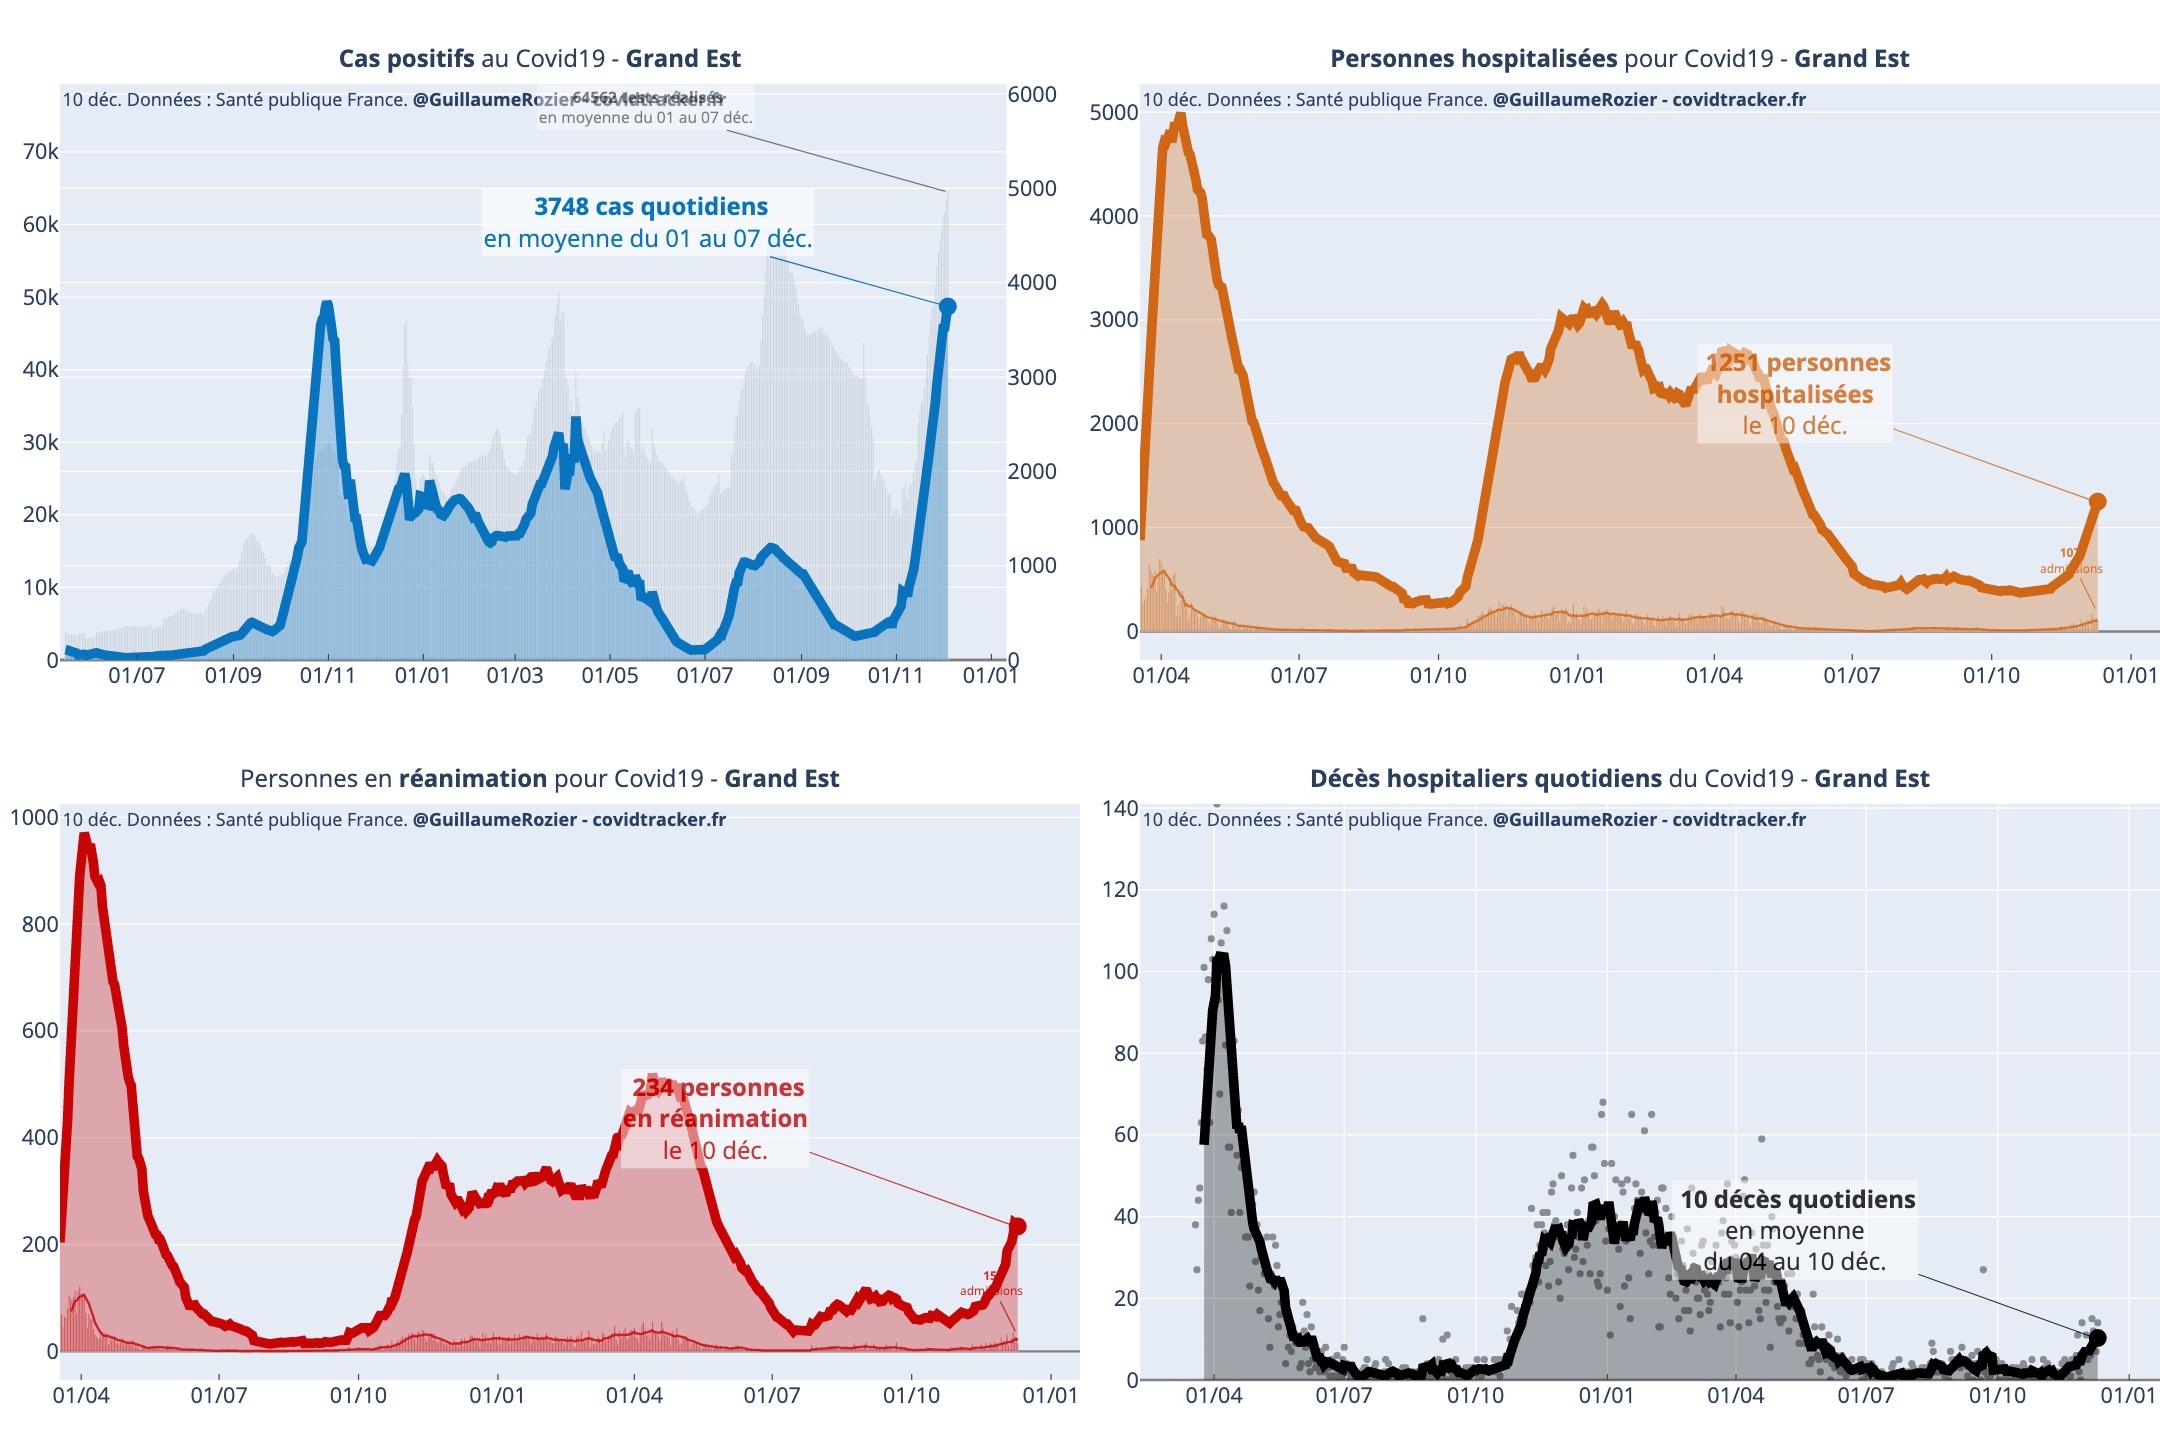 Cas positifs au Covid19 - Grand Est
10 déc. Données : Santé publique France. @GuillaumeRozier - covidtracker.fr
64562 tests réalisés
en moyenne du 01 au 07 déc.
3748 cas quotidiens
en moyenne du 01 au 07 déc.
70k
60k
50k
40k
30k
20k
10k
0
6000
5000
4000
3000
2000
1000
0
01/07 01/09 01/11 01/01 01/03 01/05 01/07 01/09 01/11 01/01
Personnes hospitalisées pour Covid19 - Grand Est
10 déc. Données : Santé publique France. @GuillaumeRozier - covidtracker.fr
5000
4000
3000
2000
1000
0
1251 personnes
hospitalisées
le 10 déc.
admissions
01/04 01/07 01/10 01/01 01/04 01/07 01/10 01/01
Personnes en réanimation pour Covid19 - Grand Est
10 déc. Données : Santé publique France. @GuillaumeRozier - covidtracker.fr
1000
800
600
400
200
0
234 personnes
en réanimation
le 10 déc.
admissions
01/04 01/07 01/10 01/01 01/04 01/07 01/10 01/01
Décès hospitaliers quotidiens du Covid19 - Grand Est
10 déc. Données : Santé publique France. @GuillaumeRozier - covidtracker.fr
140
120
100
80
60
40
20
0
10 décès quotidiens
en moyenne
du 04 au 10 déc.
01/04 01/07 01/10 01/01 01/04 01/07 01/10 01/01